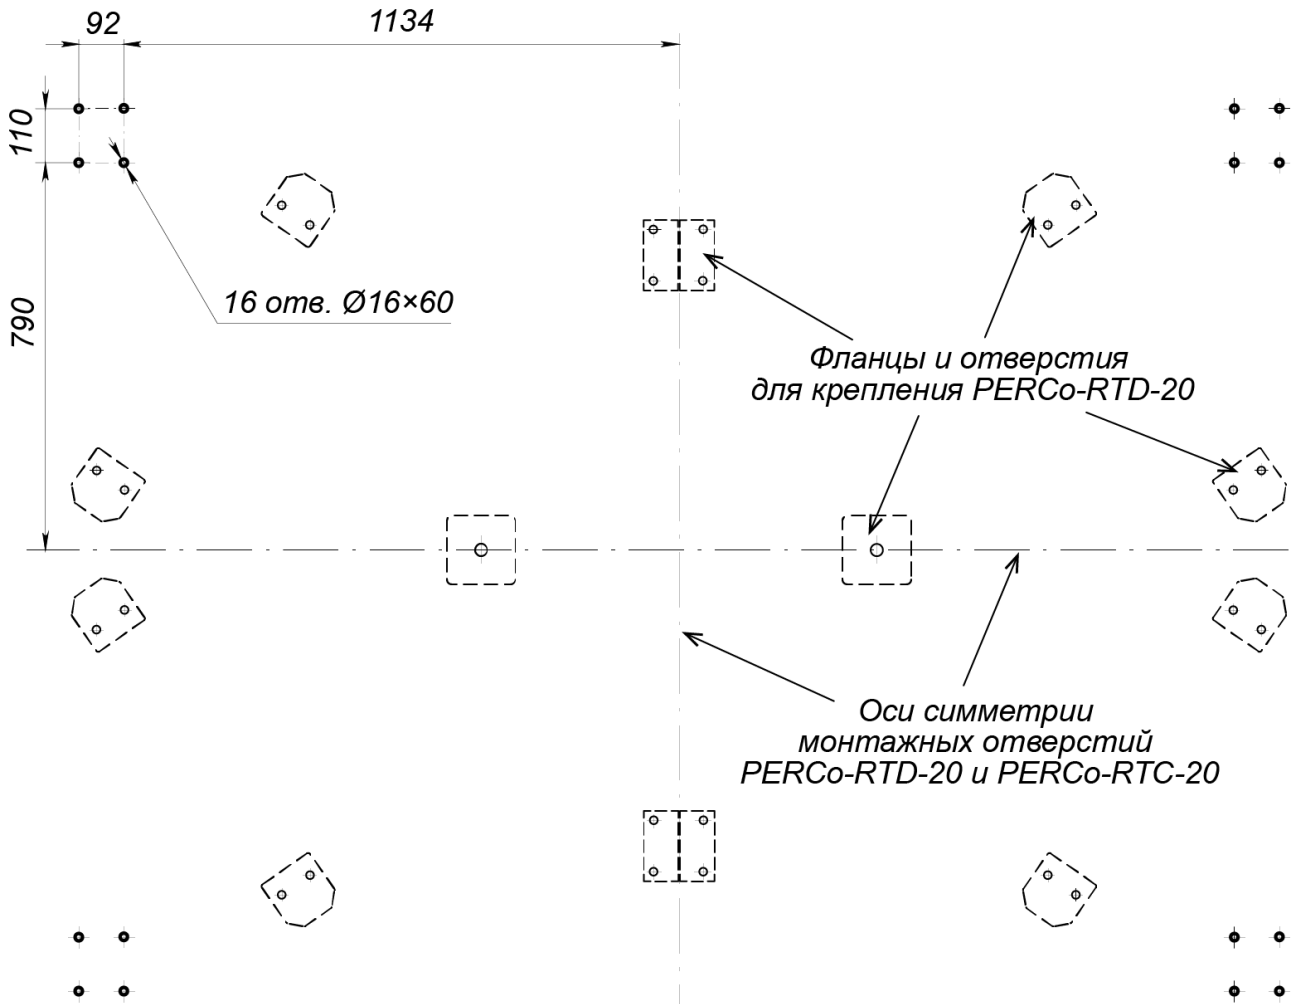 92
1134
110
790
16 отв. Ø16×60
Фланцы и отверстия
для крепления PERCo-RTD-20
Оси симметрии
монтажных отверстий
PERCo-RTD-20 и PERCo-RTC-20